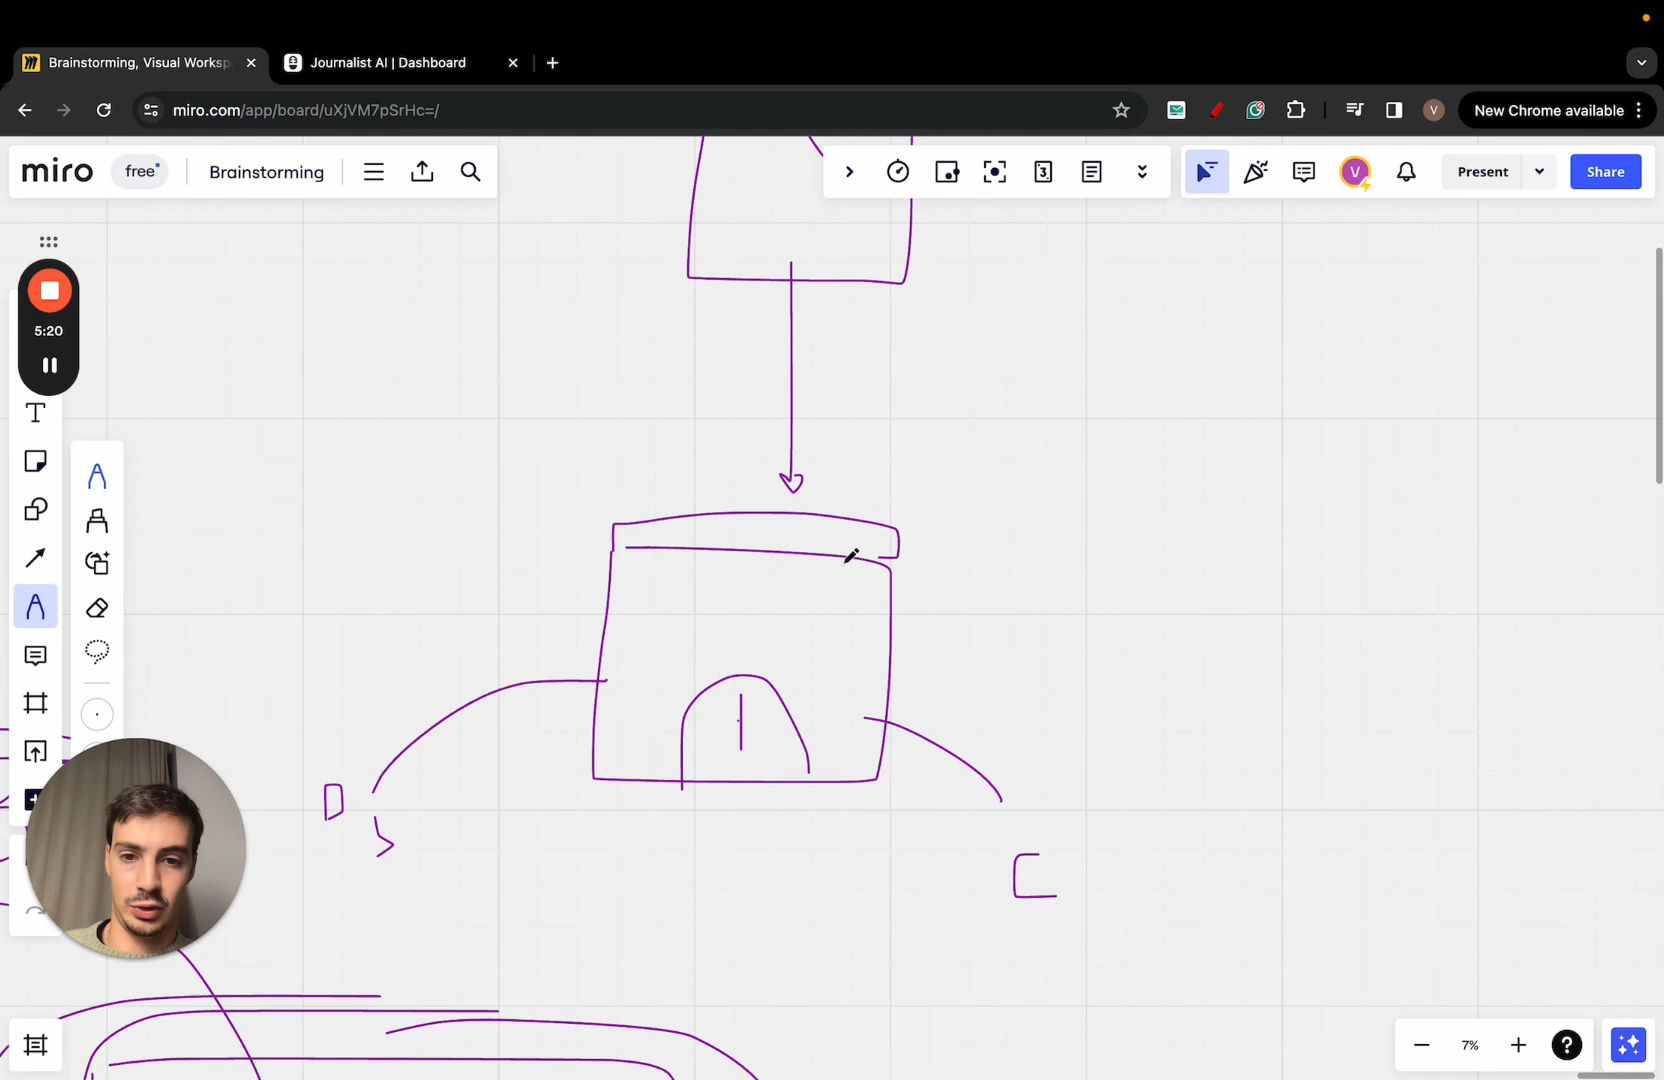 Brainstorming, Visual Worksp
Journalist AI | Dashboard
miro.com/app/board/uXjVM7pSrHc=/
V
New Chrome available
miro
free
Brainstorming
3
V
Present
Share
5:20
T
D
C
7%
?